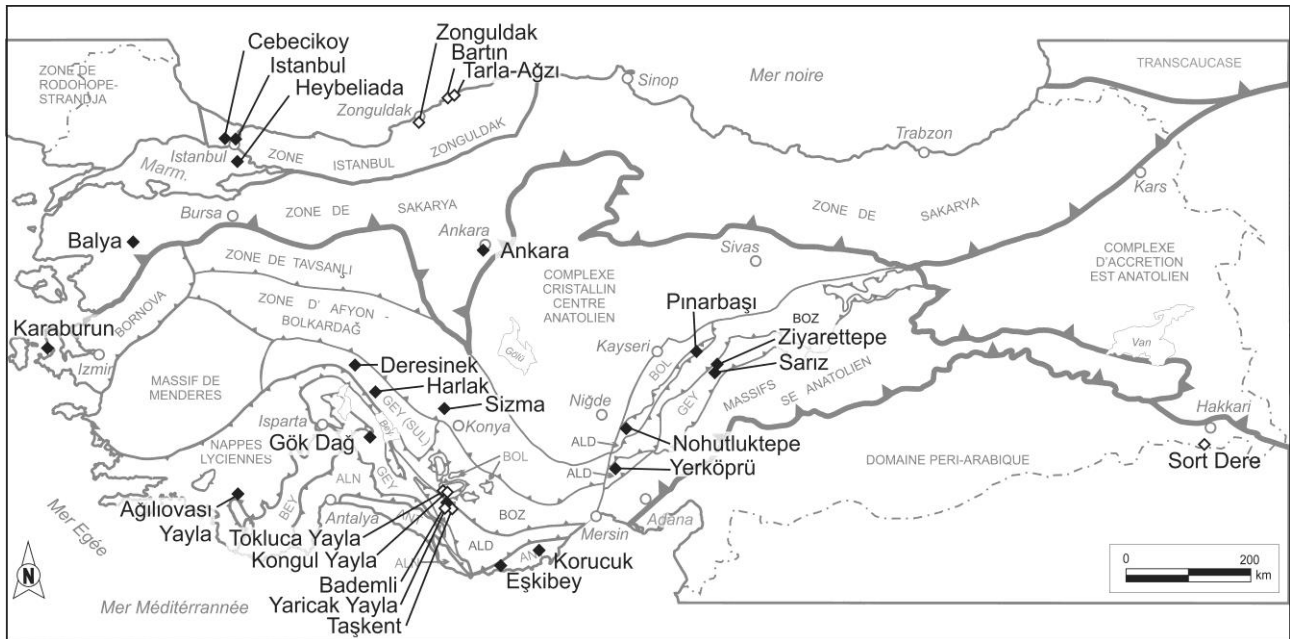 Cebecikoy
Istanbul
Heybeliada
Zonguldak
Bartın
Tarla-Ağzı
ZONE DE
RODOHOPE-
STRANDJA
Zonguldak
Sinop
Mer noire
TRANSCAUCASE
Istanbul
Marm.
ZONE ISTANBUL ZONGULDAK
Trabzon
Kars
Bursa
ZONE DE SAKARYA
ZONE DE SAKARYA
Balya
Ankara
Ankara
Sivas
ZONE DE TAVSANLI
COMPLEXE
CRISTALLIN
CENTRE
ANATOLIEN
COMPLEXE
D'ACCRETION
EST ANATOLIEN
BORNOVA
ZONE D' AFYON -
BOLKARDAĞ
Pınarbaşı
BOZ
Karaburun
Izmir
Gölü
Kayseri
BOL
Ziyarettepe
Sarız
Van
MASSIF DE
MENDERES
Deresinek
Harlak
Sizma
GEY
MASSIFS
SE ANATOLIEN
Niğde
Hakkari
Isparta
Bey
GEY (SUL)
Konya
Gök Dağ
ALD
Nohutluktepe
Sort Dere
NAPPES
LYCIENNES
BOL
ALD
Yerköprü
DOMAINE PERI-ARABIQUE
ALN
GEY
Ağılıovası
Yayla
BEY
Antalya
ANT
BOZ
Mersin
Adana
Mer Egée
Tokluca Yayla
Kongul Yayla
ALN
ALD
AN
Korucuk
Eşkibey
Bademli
Yaricak Yayla
Taşkent
N
Mer Méditérrannée
0 200
km